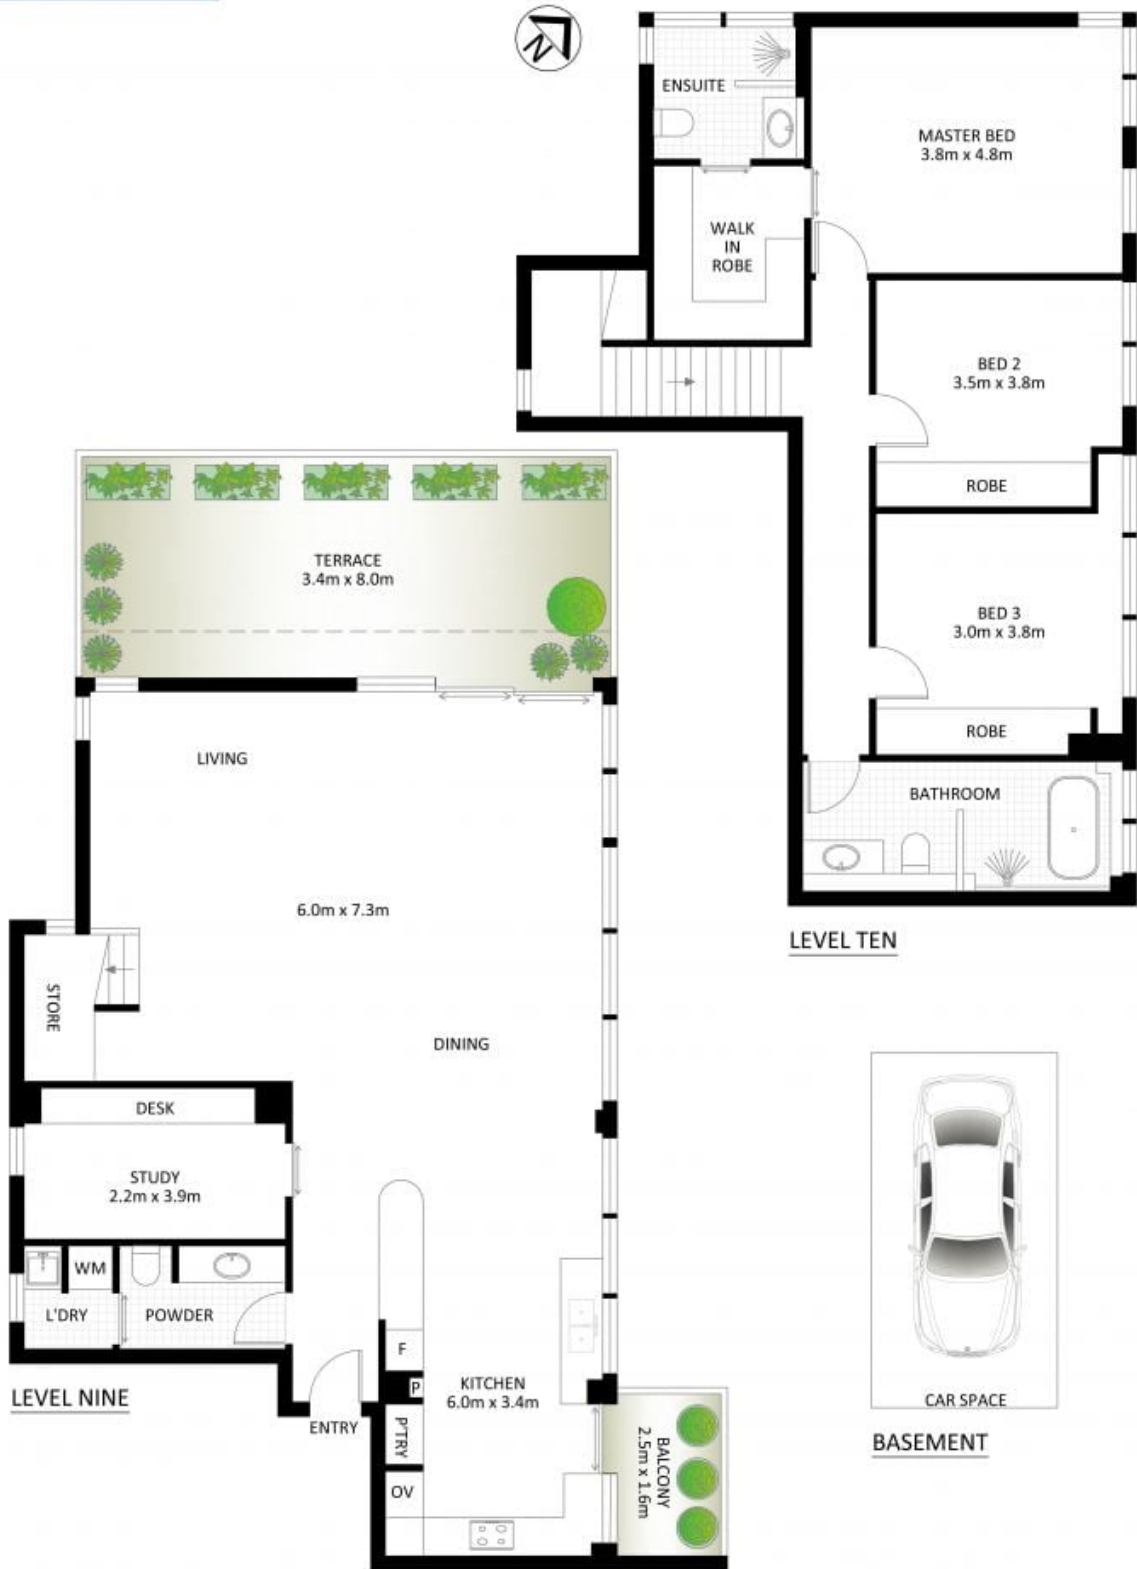 N
ENSUITE
MASTER BED
3.8m x 4.8m
WALK
IN
ROBE
BED 2
3.5m x 3.8m
ROBE
BED 3
3.0m x 3.8m
ROBE
BATHROOM
LEVEL TEN
TERRACE
3.4m x 8.0m
LIVING
6.0m x 7.3m
STORE
DINING
DESK
STUDY
2.2m x 3.9m
WM
L'DRY
POWDER
F
P
KITCHEN
6.0m x 3.4m
P'TRY
OV
ENTRY
BALCONY
2.5m x 1.6m
LEVEL NINE
CAR SPACE
BASEMENT